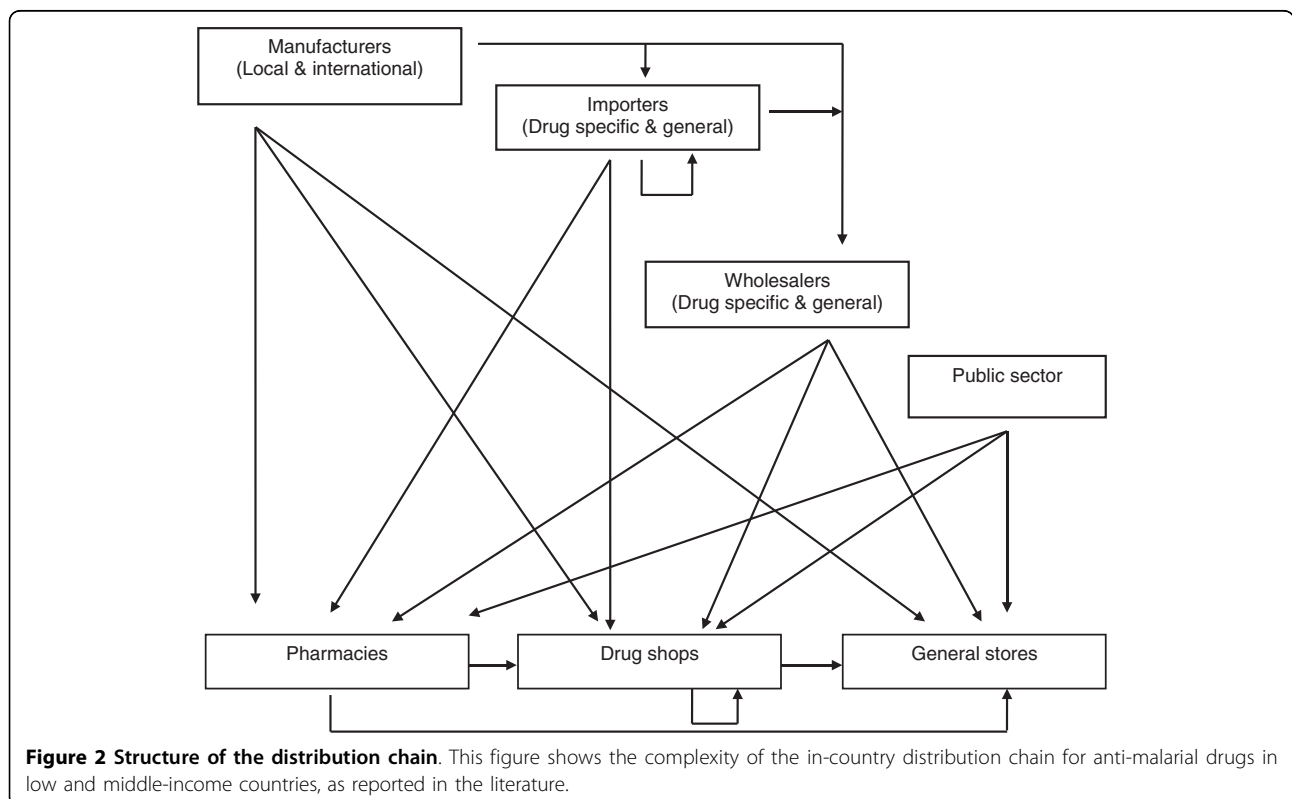 Manufacturers
(Local & international)
Importers
(Drug specific & general)
Wholesalers
(Drug specific & general)
Public sector
Pharmacies
Drug shops
General stores
Figure 2 Structure of the distribution chain. This figure shows the complexity of the in-country distribution chain for anti-malarial drugs in
low and middle-income countries, as reported in the literature.